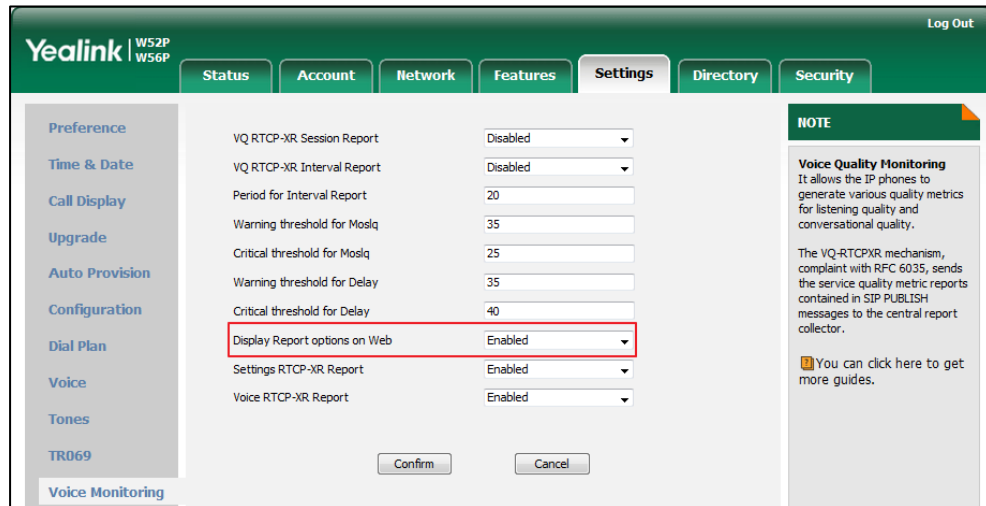 Log Out
Yealink | W52P
W56P
Status Account Network Features Settings Directory Security
Preference
Time & Date
Call Display
Upgrade
Auto Provision
Configuration
Dial Plan
Voice
Tones
TR069
Voice Monitoring
VQ RTCP-XR Session Report Disabled
VQ RTCP-XR Interval Report Disabled
Period for Interval Report 20
Warning threshold for Moslq 35
Critical threshold for Moslq 25
Warning threshold for Delay 35
Critical threshold for Delay 40
Display Report options on Web Enabled
Settings RTCP-XR Report Enabled
Voice RTCP-XR Report Enabled
Confirm Cancel
NOTE
Voice Quality Monitoring
It allows the IP phones to
generate various quality metrics
for listening quality and
conversational quality.
The VQ-RTCPXR mechanism,
complaint with RFC 6035, sends
the service quality metric reports
contained in SIP PUBLISH
messages to the central report
collector.
You can click here to get
more guides.